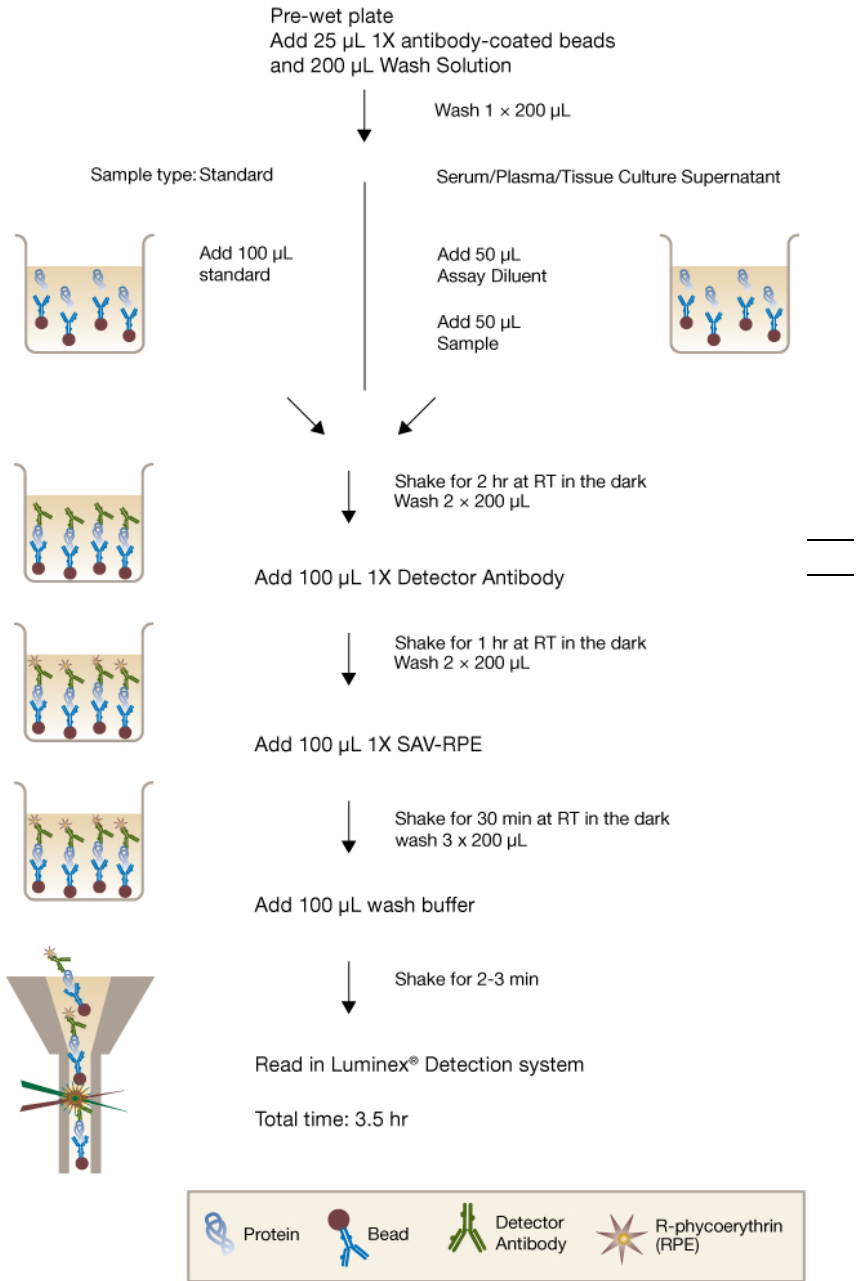 Pre-wet plate
Add 25 µL 1X antibody-coated beads
and 200 µL Wash Solution
Wash 1 × 200 µL
Sample type: Standard
Serum/Plasma/Tissue Culture Supernatant
Add 100 µL
standard
Add 50 µL
Assay Diluent
Add 50 µL
Sample
Shake for 2 hr at RT in the dark
Wash 2 × 200 µL
Add 100 µL 1X Detector Antibody
Shake for 1 hr at RT in the dark
Wash 2 × 200 µL
Add 100 µL 1X SAV-RPE
Shake for 30 min at RT in the dark
wash 3 x 200 µL
Add 100 µL wash buffer
Shake for 2-3 min
Read in Luminex® Detection system
Total time: 3.5 hr
Protein
Bead
Detector
Antibody
R-phycoerythrin
(RPE)